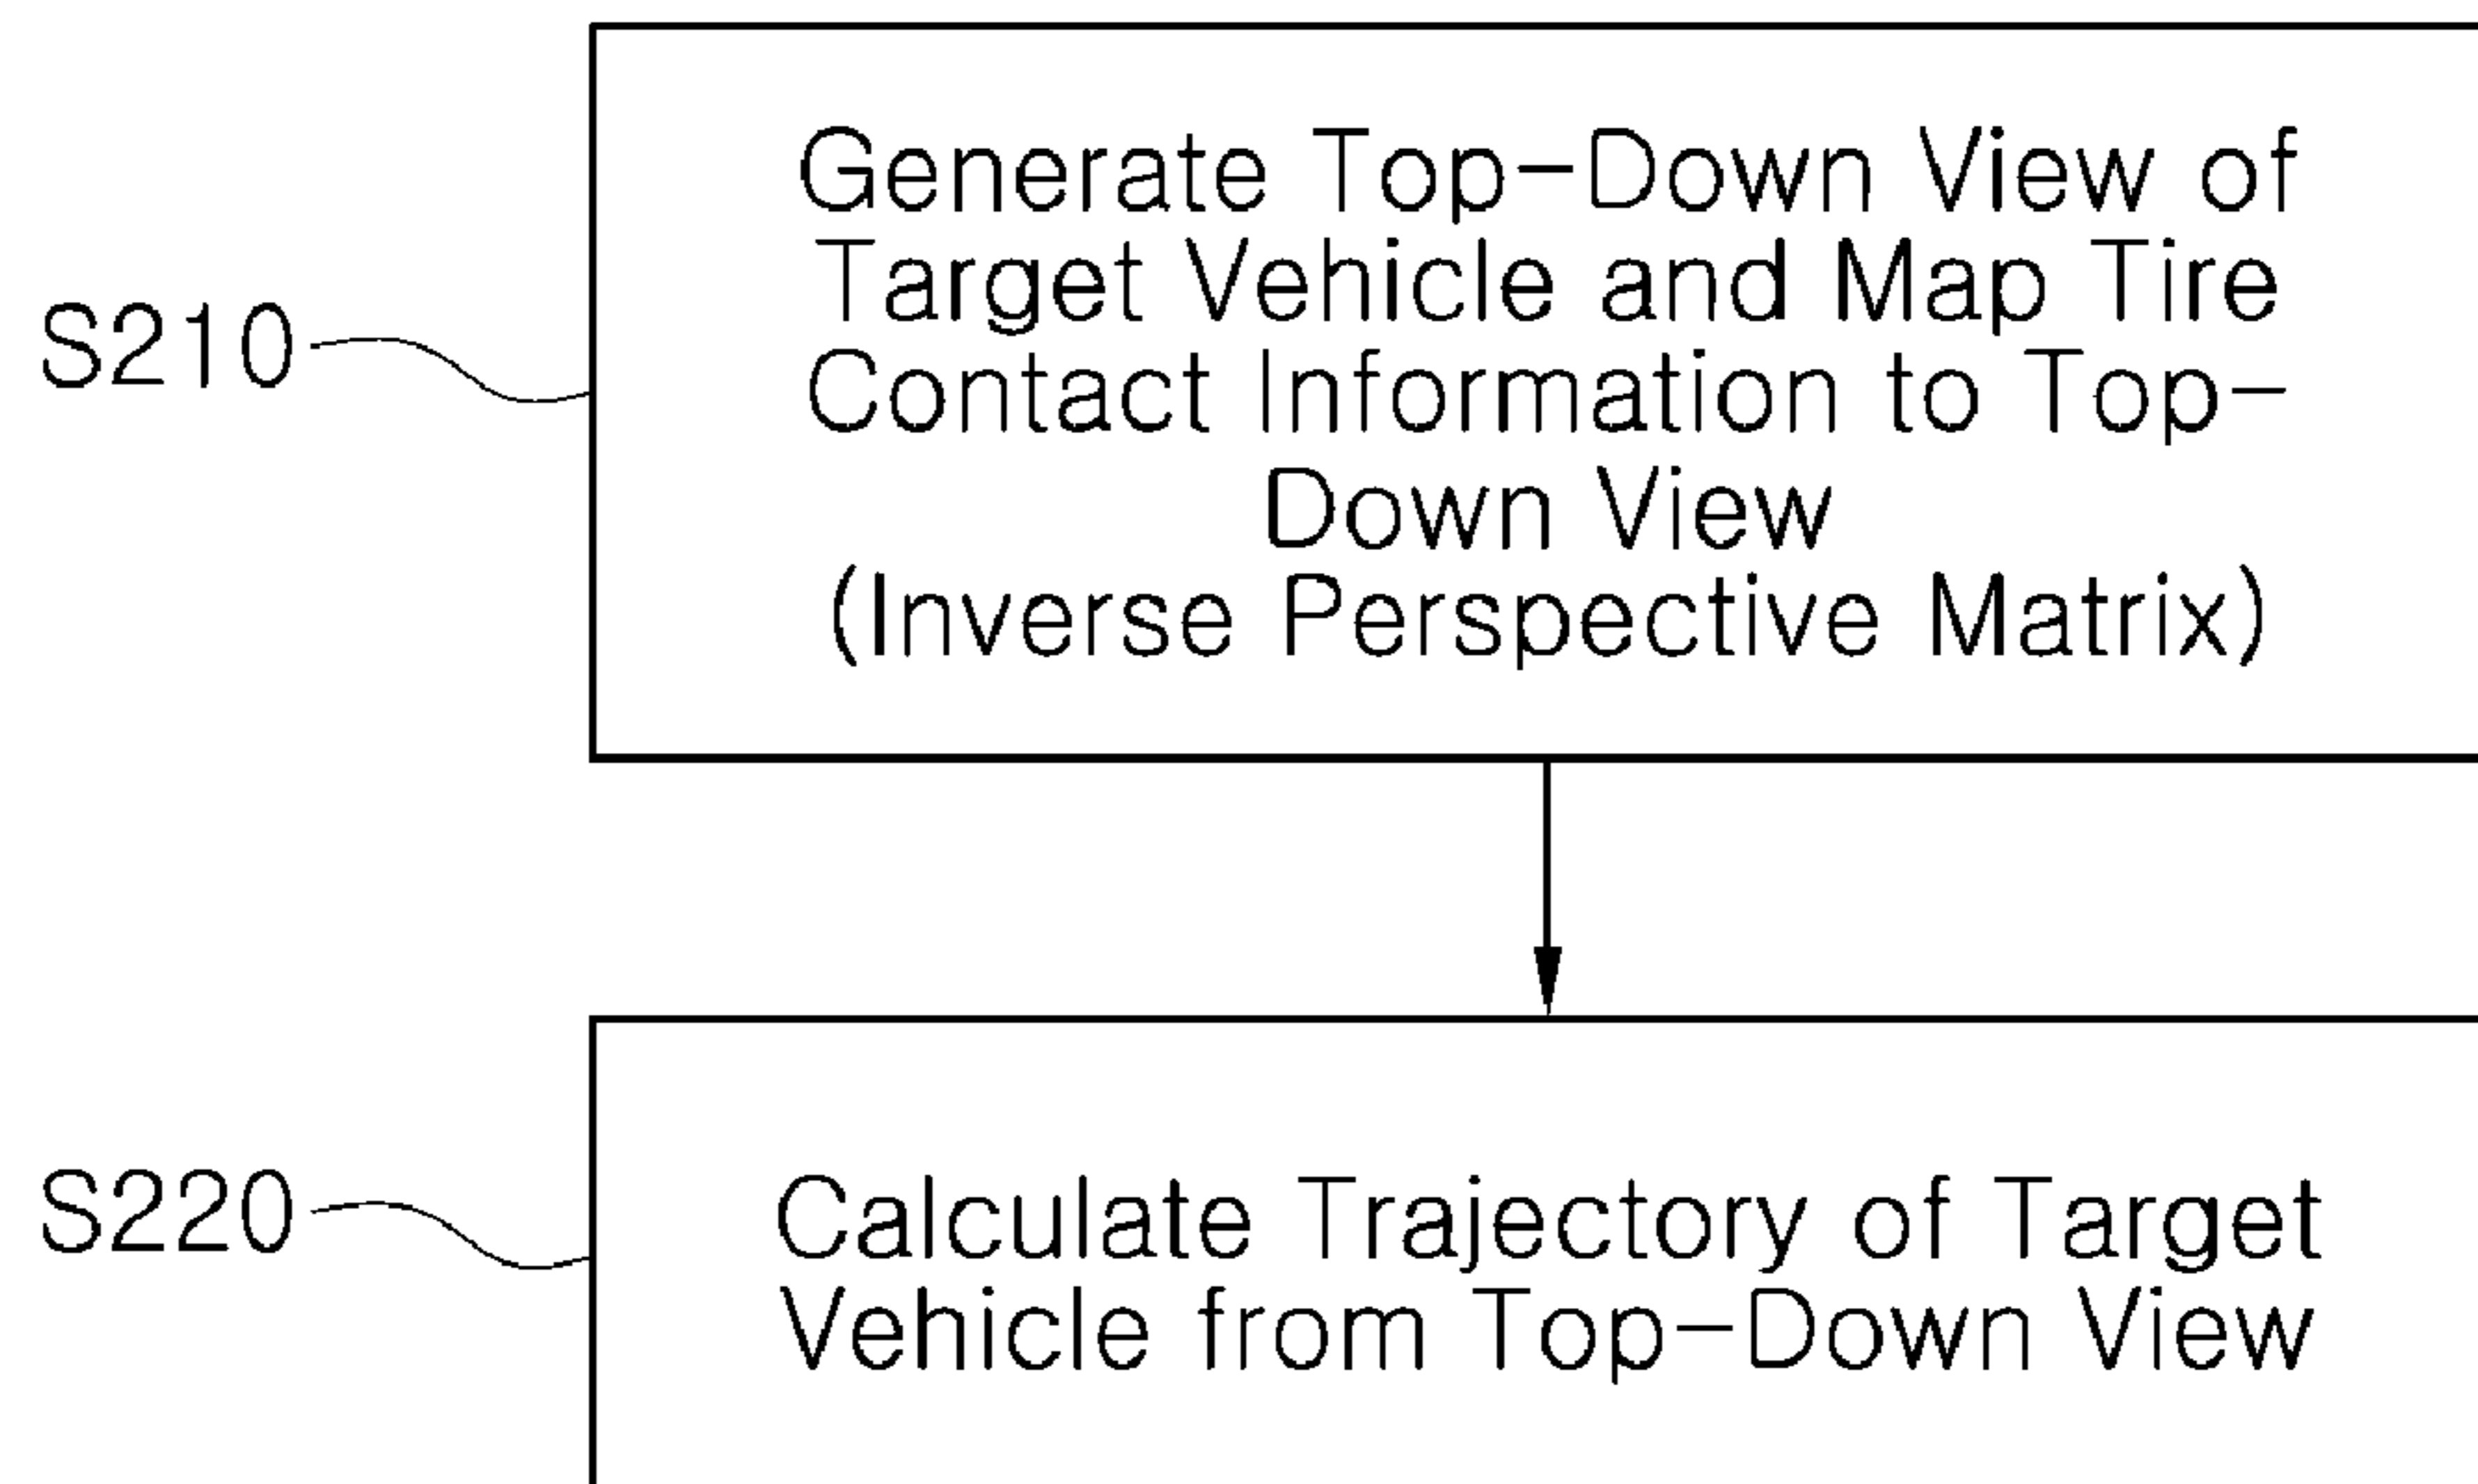 Generate Top-Down View of
Target Vehicle and Map Tire
S210
Contact Information to Top-
Down View
(Inverse Perspective Matrix)
S220
Calculate Trajectory of Target
Vehicle from Top-Down View